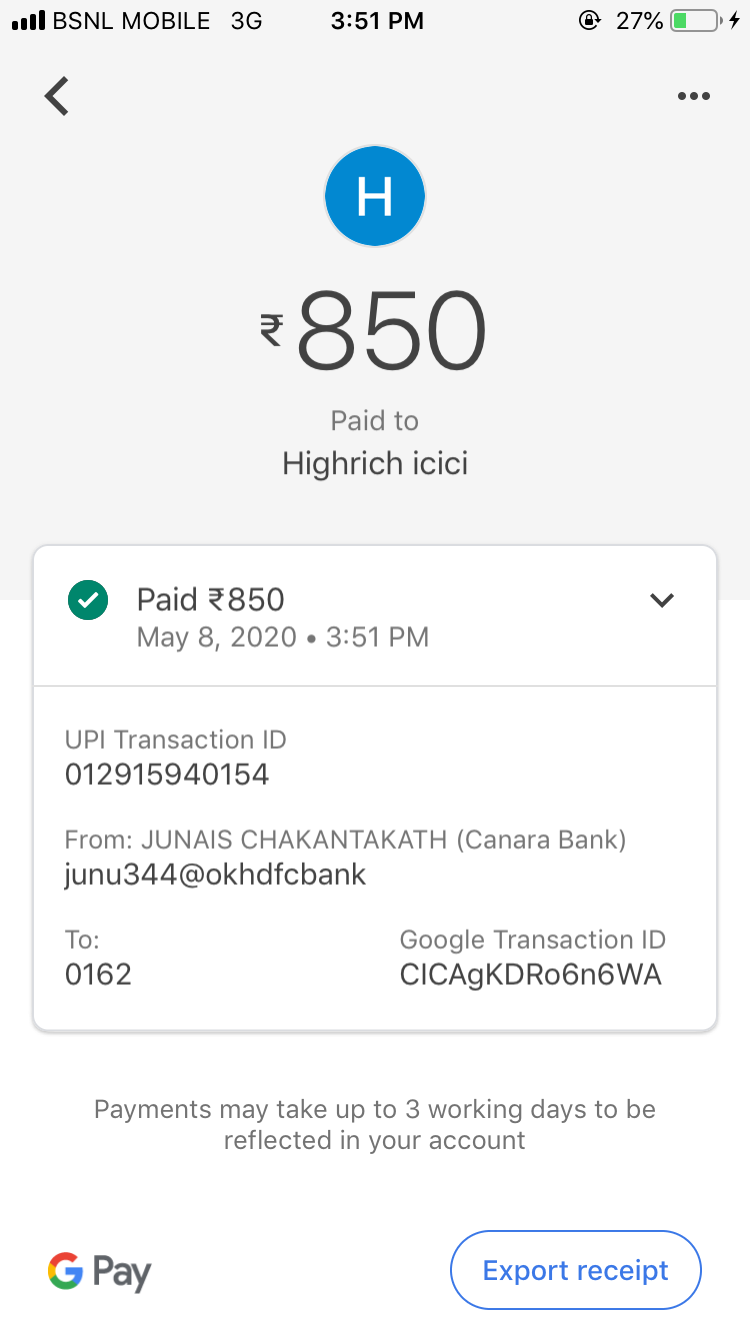 BSNL MOBILE 3G 3:51 PM 27%
H
₹850
Paid to
Highrich icici
Paid ₹850
May 8, 2020 • 3:51 PM
UPI Transaction ID
012915940154
From: JUNAIS CHAKANTAKATH (Canara Bank)
junu344@okhdfcbank
To:
0162
Google Transaction ID
CICAgKDRo6n6WA
Payments may take up to 3 working days to be
reflected in your account
G Pay
Export receipt